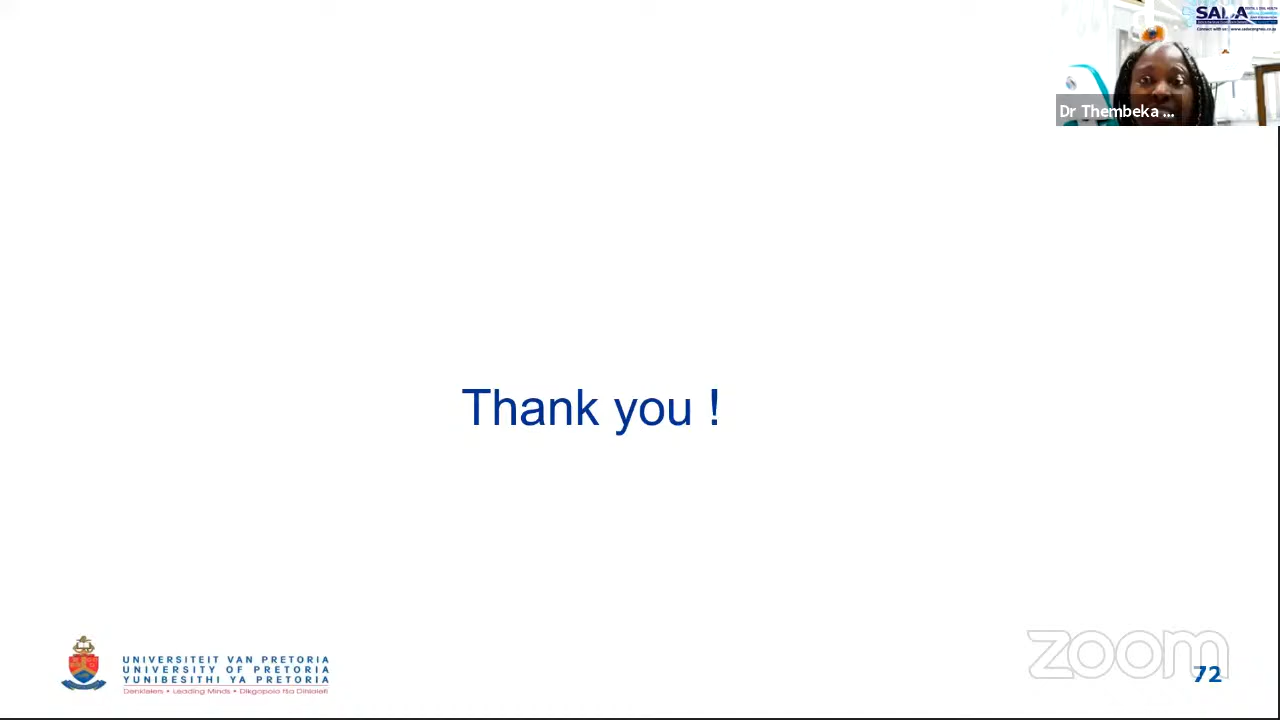 SADA
Dr Thembeka ...
Thank you !
UNIVERSITEIT VAN PRETORIA
UNIVERSITY OF PRETORIA
YUNIBESITHI YA PRETORIA
Denkleiers • Leading Minds • Dikgopolo tša Dihlalefi
zoom
72